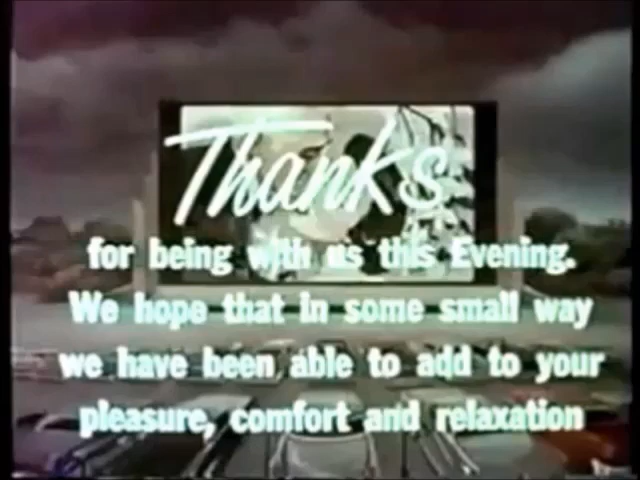 Thanks
for being with us this Evening.
We hope that in some small way
we have been able to add to your
pleasure, comfort and relaxation